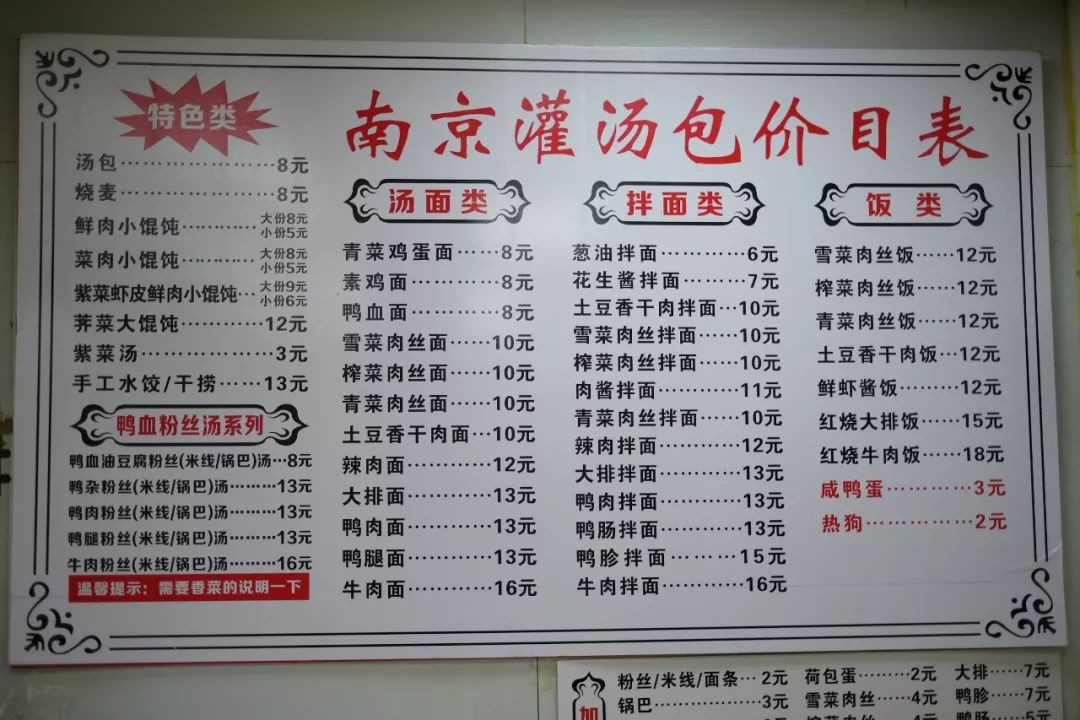 南京灌汤包价目表
特色类
汤包…………………8元
烧麦…………………8元
鲜肉小馄饨…………大份8元
小份5元
菜肉小馄饨…………大份8元
小份5元
紫菜虾皮鲜肉小馄饨…大份9元
小份6元
荠菜大馄饨…………12元
紫菜汤………………3元
手工水饺/干捞……13元
鸭血粉丝汤系列
鸭血油豆腐粉丝(米线/锅巴)汤…8元
鸭杂粉丝(米线/锅巴)汤………13元
鸭肉粉丝(米线/锅巴)汤………13元
鸭腿粉丝(米线/锅巴)汤………13元
牛肉粉丝(米线/锅巴)汤………16元
温馨提示：需要香菜的说明一下
汤面类
青菜鸡蛋面……8元
素鸡面…………8元
鸭血面…………8元
雪菜肉丝面……10元
榨菜肉丝面……10元
青菜肉丝面……10元
土豆香干肉面…10元
辣肉面…………12元
大排面…………13元
鸭肉面…………13元
鸭腿面…………13元
牛肉面…………16元
拌面类
葱油拌面…………6元
花生酱拌面………7元
土豆香干肉拌面…10元
雪菜肉丝拌面……10元
榨菜肉丝拌面……10元
肉酱拌面…………11元
青菜肉丝拌面……10元
辣肉拌面…………12元
大排拌面…………13元
鸭肉拌面…………13元
鸭肠拌面…………13元
鸭胗拌面………15元
牛肉拌面…………16元
饭类
雪菜肉丝饭……12元
榨菜肉丝饭……12元
青菜肉丝饭……12元
土豆香干肉饭…12元
鲜虾酱饭………12元
红烧大排饭……15元
红烧牛肉饭……18元
咸鸭蛋…………3元
热狗……………2元
加
粉丝/米线/面条…2元
锅巴……………3元
荷包蛋………2元
雪菜肉丝……4元
大排……7元
鸭胗……7元